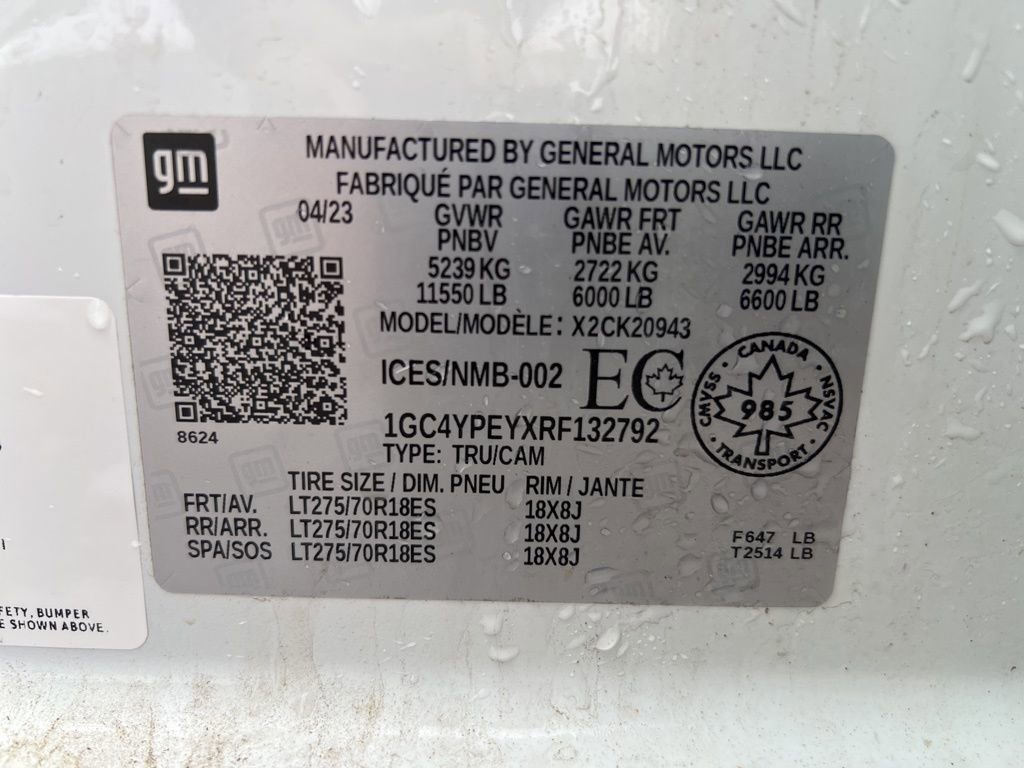 gm
MANUFACTURED BY GENERAL MOTORS LLC
FABRIQUÉ PAR GENERAL MOTORS LLC
04/23 GVWR GAWR FRT GAWR RR
PNBV PNBE AV. PNBE ARR.
5239 KG 2722 KG 2994 KG
11550 LB 6000 LB 6600 LB
MODEL/MODÈLE: X2CK20943
ICES/NMB-002 EC
CANADA
CMVSS 985 NSVAC
TRANSPORT
8624
1GC4YPEYXRF132792
TYPE: TRU/CAM
TIRE SIZE / DIM. PNEU RIM / JANTE
FRT/AV. LT275/70R18ES 18X8J
RR/ARR. LT275/70R18ES 18X8J
SPA/SOS LT275/70R18ES 18X8J
F647 LB
T2514 LB
BUMPER
SHOWN ABOVE.